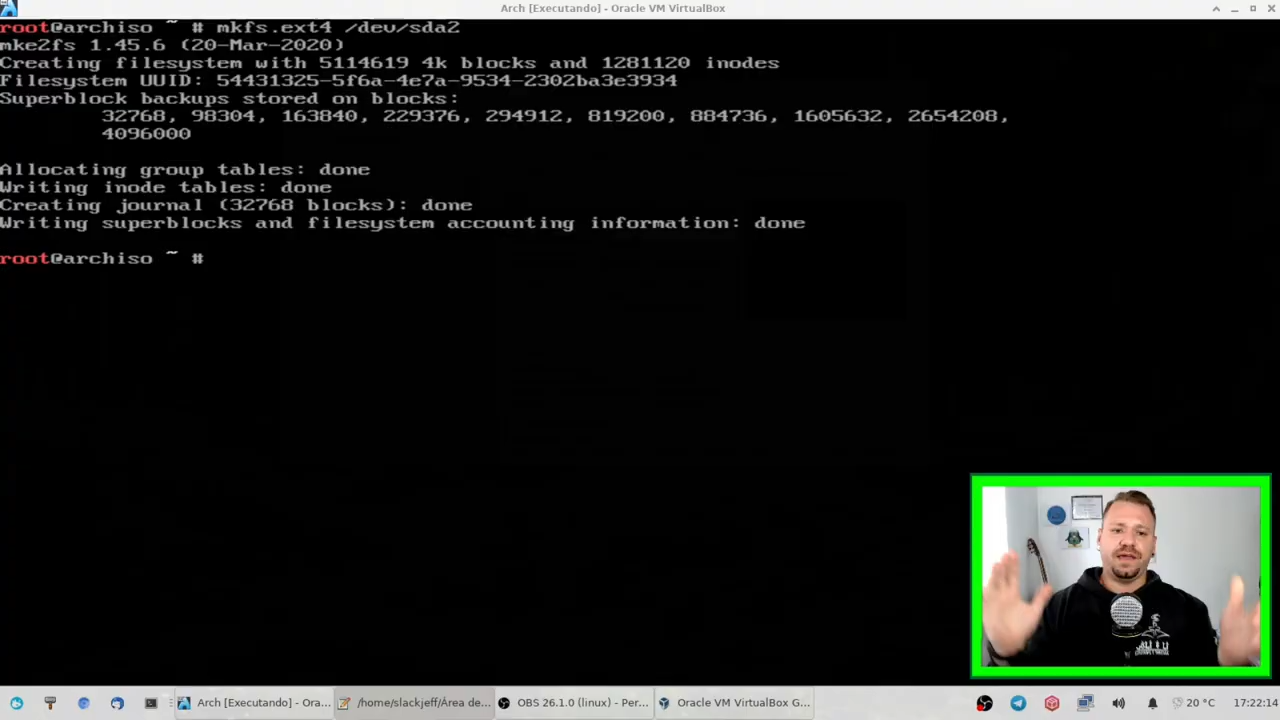 Arch [Executando] - Oracle VM VirtualBox
root@archiso ~ # mkfs.ext4 /dev/sda2
mke2fs 1.45.6 (20-Mar-2020)
Creating filesystem with 5114619 4k blocks and 1281120 inodes
Filesystem UUID: 54431325-5f6a-4e7a-9534-2302ba3e3934
Superblock backups stored on blocks:
32768, 98304, 163840, 229376, 294912, 819200, 884736, 1605632, 2654208,
4096000
Allocating group tables: done
Writing inode tables: done
Creating journal (32768 blocks): done
Writing superblocks and filesystem accounting information: done
root@archiso ~ #
Arch [Executando] - Ora... /home/slackjeff/Área de... OBS 26.1.0 (linux) - Per... Oracle VM VirtualBox G... 20 °C 17:22:14